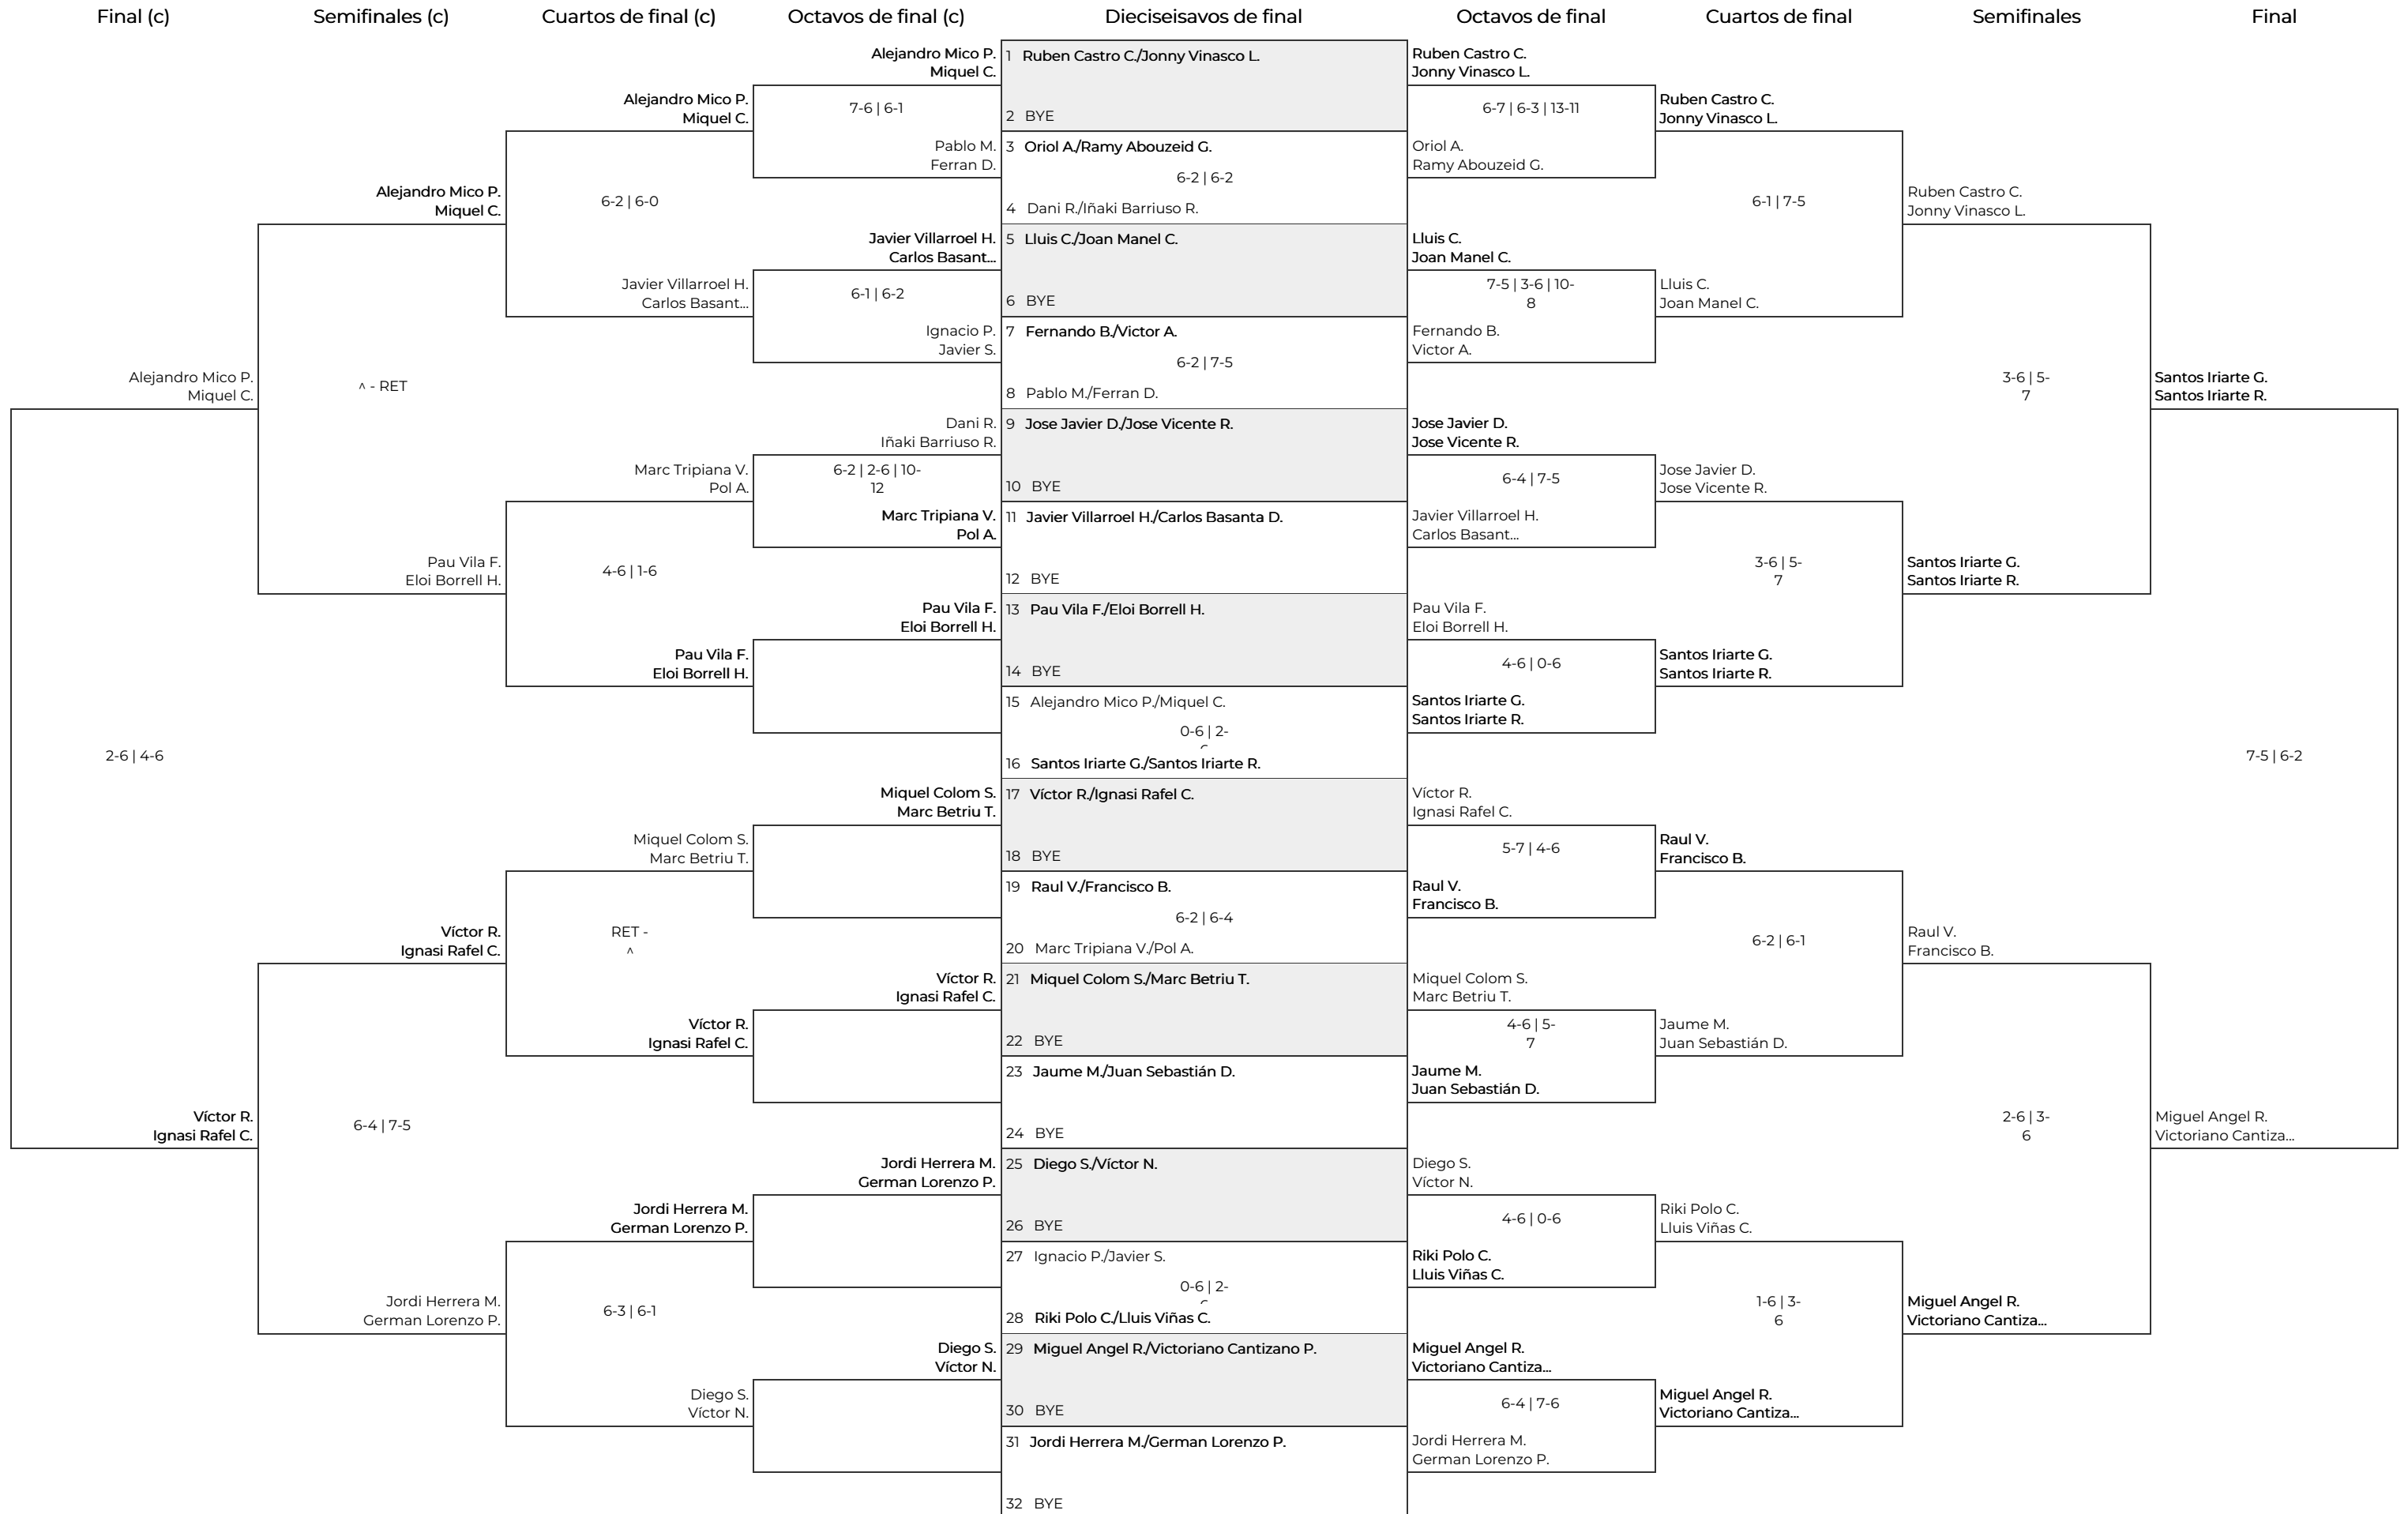 Final (c)
Semifinales (c)
Cuartos de final (c)
Octavos de final (c)
Dieciseisavos de final
Octavos de final
Cuartos de final
Semifinales
Final
Alejandro Mico P.
Miquel C.
2-6 | 4-6
Víctor R.
Ignasi Rafel C.
Alejandro Mico P.
Miquel C.
^ - RET
Pau Vila F.
Eloi Borrell H.
Víctor R.
Ignasi Rafel C.
6-4 | 7-5
Jordi Herrera M.
German Lorenzo P.
Alejandro Mico P.
Miquel C.
6-2 | 6-0
Javier Villarroel H.
Carlos Basant...
Marc Tripiana V.
Pol A.
4-6 | 1-6
Pau Vila F.
Eloi Borrell H.
Miquel Colom S.
Marc Betriu T.
RET -
^
Víctor R.
Ignasi Rafel C.
Jordi Herrera M.
German Lorenzo P.
6-3 | 6-1
Diego S.
Víctor N.
Alejandro Mico P.
Miquel C.
7-6 | 6-1
Pablo M.
Ferran D.
Javier Villarroel H.
Carlos Basant...
6-1 | 6-2
Ignacio P.
Javier S.
Dani R.
Iñaki Barriuso R.
6-2 | 2-6 | 10-
12
Marc Tripiana V.
Pol A.
Pau Vila F.
Eloi Borrell H.
Miquel Colom S.
Marc Betriu T.
Víctor R.
Ignasi Rafel C.
Jordi Herrera M.
German Lorenzo P.
Diego S.
Víctor N.
1 Ruben Castro C./Jonny Vinasco L.
2 BYE
3 Oriol A./Ramy Abouzeid G.
6-2 | 6-2
4 Dani R./Iñaki Barriuso R.
5 Lluis C./Joan Manel C.
6 BYE
7 Fernando B./Victor A.
6-2 | 7-5
8 Pablo M./Ferran D.
9 Jose Javier D./Jose Vicente R.
10 BYE
11 Javier Villarroel H./Carlos Basanta D.
12 BYE
13 Pau Vila F./Eloi Borrell H.
14 BYE
15 Alejandro Mico P./Miquel C.
0-6 | 2-
16 Santos Iriarte G./Santos Iriarte R.
17 Víctor R./Ignasi Rafel C.
18 BYE
19 Raul V./Francisco B.
6-2 | 6-4
20 Marc Tripiana V./Pol A.
21 Miquel Colom S./Marc Betriu T.
22 BYE
23 Jaume M./Juan Sebastián D.
24 BYE
25 Diego S./Víctor N.
26 BYE
27 Ignacio P./Javier S.
0-6 | 2-
28 Riki Polo C./Lluis Viñas C.
29 Miguel Angel R./Victoriano Cantizano P.
30 BYE
31 Jordi Herrera M./German Lorenzo P.
32 BYE
Ruben Castro C.
Jonny Vinasco L.
6-7 | 6-3 | 13-11
Oriol A.
Ramy Abouzeid G.
Lluis C.
Joan Manel C.
7-5 | 3-6 | 10-
8
Fernando B.
Victor A.
Jose Javier D.
Jose Vicente R.
6-4 | 7-5
Javier Villarroel H.
Carlos Basant...
Pau Vila F.
Eloi Borrell H.
4-6 | 0-6
Santos Iriarte G.
Santos Iriarte R.
Víctor R.
Ignasi Rafel C.
5-7 | 4-6
Raul V.
Francisco B.
Miquel Colom S.
Marc Betriu T.
4-6 | 5-
7
Jaume M.
Juan Sebastián D.
Diego S.
Víctor N.
4-6 | 0-6
Riki Polo C.
Lluis Viñas C.
Miguel Angel R.
Victoriano Cantiza...
6-4 | 7-6
Jordi Herrera M.
German Lorenzo P.
Ruben Castro C.
Jonny Vinasco L.
6-1 | 7-5
Lluis C.
Joan Manel C.
Jose Javier D.
Jose Vicente R.
3-6 | 5-
7
Santos Iriarte G.
Santos Iriarte R.
Raul V.
Francisco B.
6-2 | 6-1
Jaume M.
Juan Sebastián D.
Riki Polo C.
Lluis Viñas C.
1-6 | 3-
6
Miguel Angel R.
Victoriano Cantiza...
Ruben Castro C.
Jonny Vinasco L.
3-6 | 5-
7
Santos Iriarte G.
Santos Iriarte R.
Raul V.
Francisco B.
2-6 | 3-
6
Miguel Angel R.
Victoriano Cantiza...
Santos Iriarte G.
Santos Iriarte R.
7-5 | 6-2
Miguel Angel R.
Victoriano Cantiza...